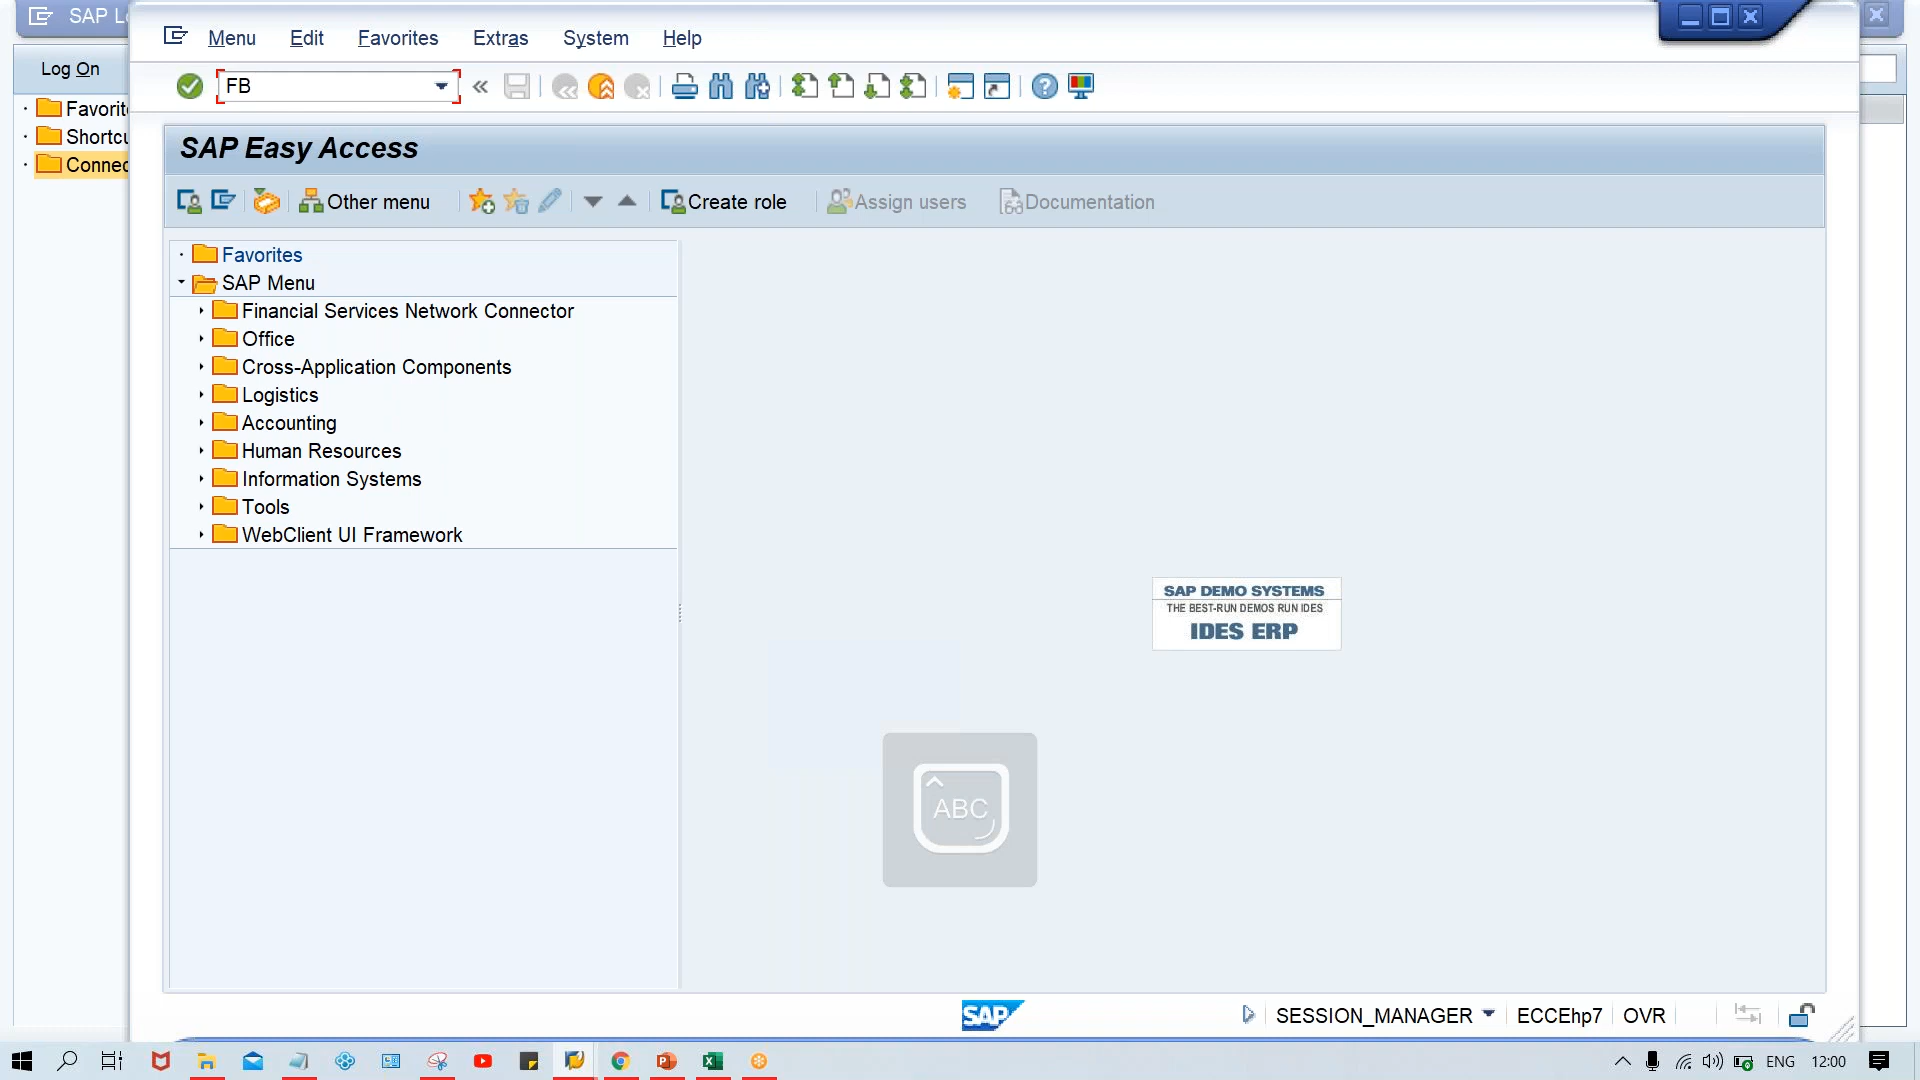 SAP Lo
Log On
Favorite
Shortcu
Connec
Menu Edit Favorites Extras System Help
FB
SAP Easy Access
Other menu Create role Assign users Documentation
Favorites
SAP Menu
Financial Services Network Connector
Office
Cross-Application Components
Logistics
Accounting
Human Resources
Information Systems
Tools
WebClient UI Framework
SAP DEMO SYSTEMS
THE BEST-RUN DEMOS RUN IDES
IDES ERP
ABC
SAP
SESSION_MANAGER ECCEhp7 OVR
ENG 12:00